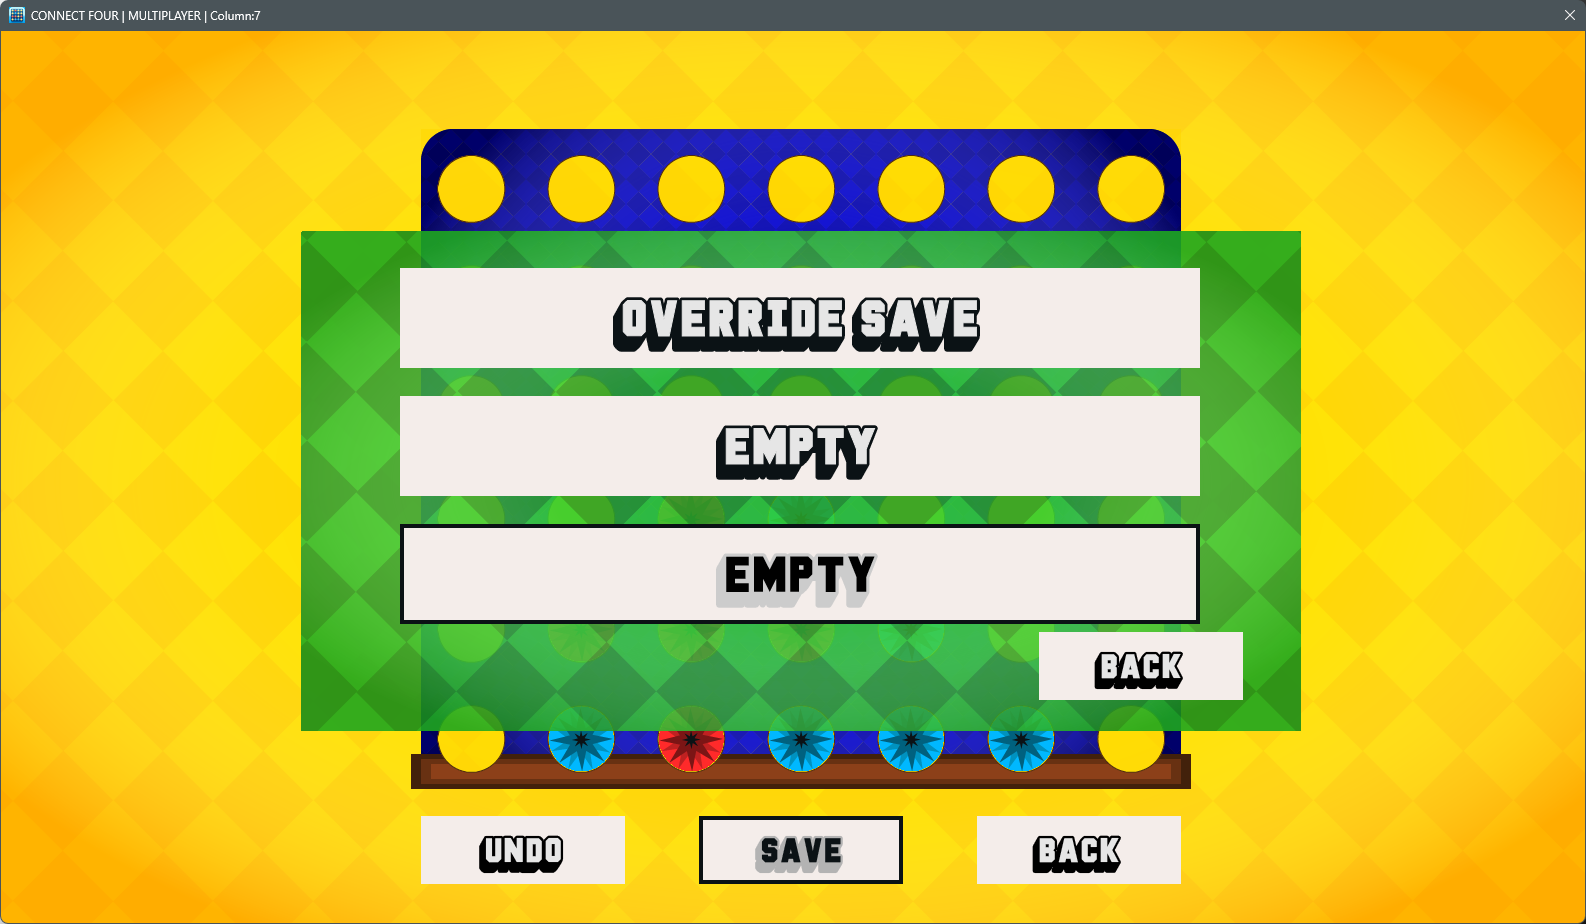 CONNECT FOUR | MULTIPLAYER | Column:7
OVERRIDE SAVE
EMPTY
EMPTY
BACK
UNDO
SAVE
BACK